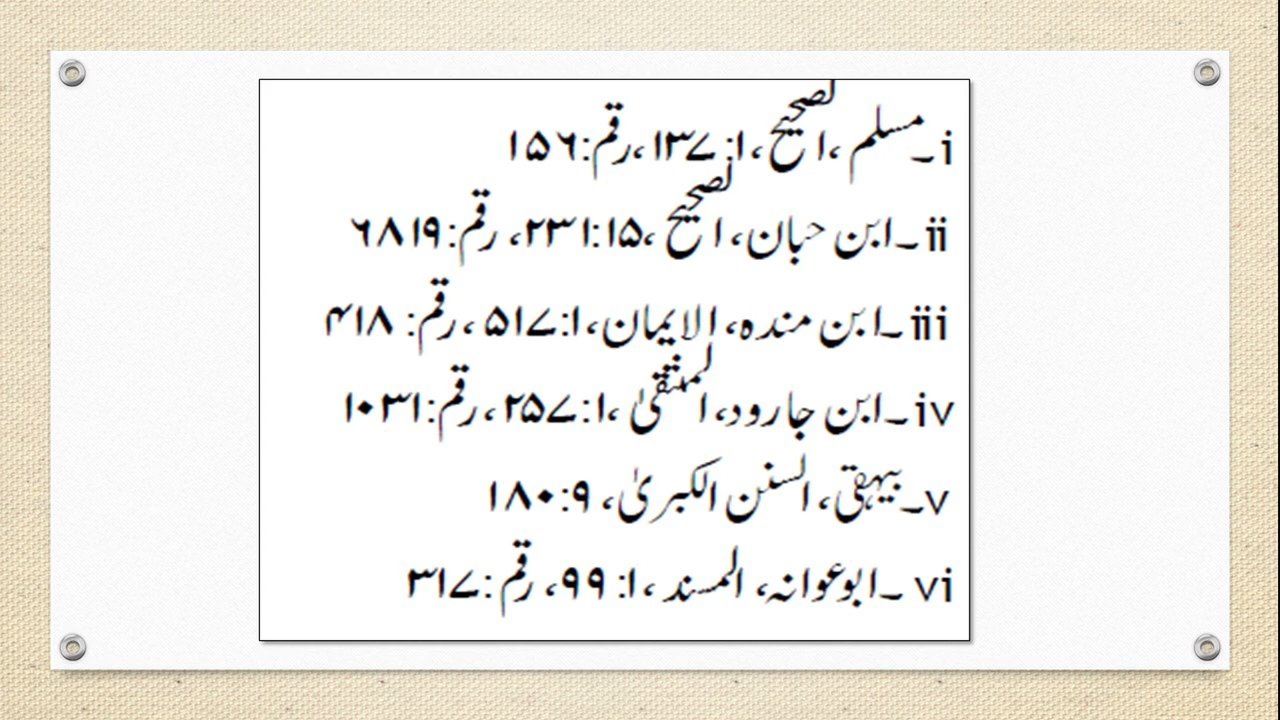 i۔مسلم ،الصحیح ،۱: ۱۳۷،رقم:۱۵۶
ii۔ابن حبان، الصحیح ،۱۵: ۲۳۱، رقم: ۶۸۱۹
iii۔ابن مندہ، الایمان،۱: ۵۱۷، رقم: ۴۱۸
iv۔ابن جارود، المنتقیٰ ،۱: ۲۵۷، رقم:۱۰۳۱
v۔بیہقی، السنن الکبریٰ، ۹: ۱۸۰
vi۔ابوعوانہ، المسند ،۱: ۹۹، رقم: ۳۱۷